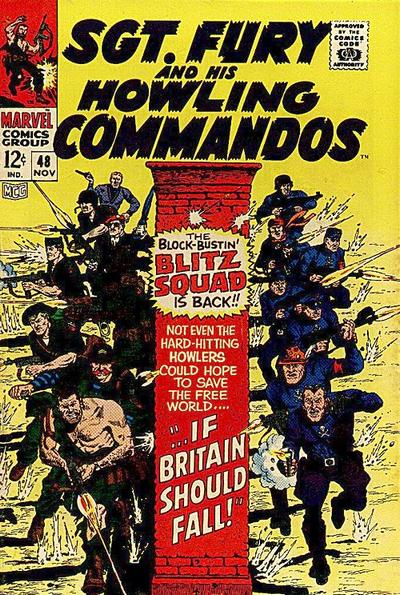 SGT. FURY
AND HIS
HOWLING
COMMANDOS
TM
APPROVED
BY THE
COMICS
CODE
AUTHORITY
MARVEL
COMICS
GROUP
12¢
IND.
48
NOV
MCG
THE
BLOCK-BUSTIN'
BLITZ
SQUAD
IS BACK!!
NOT EVEN THE
HARD-HITTING
HOWLERS
COULD HOPE
TO SAVE
THE FREE
WORLD....
"...IF
BRITAIN
SHOULD
FALL!"